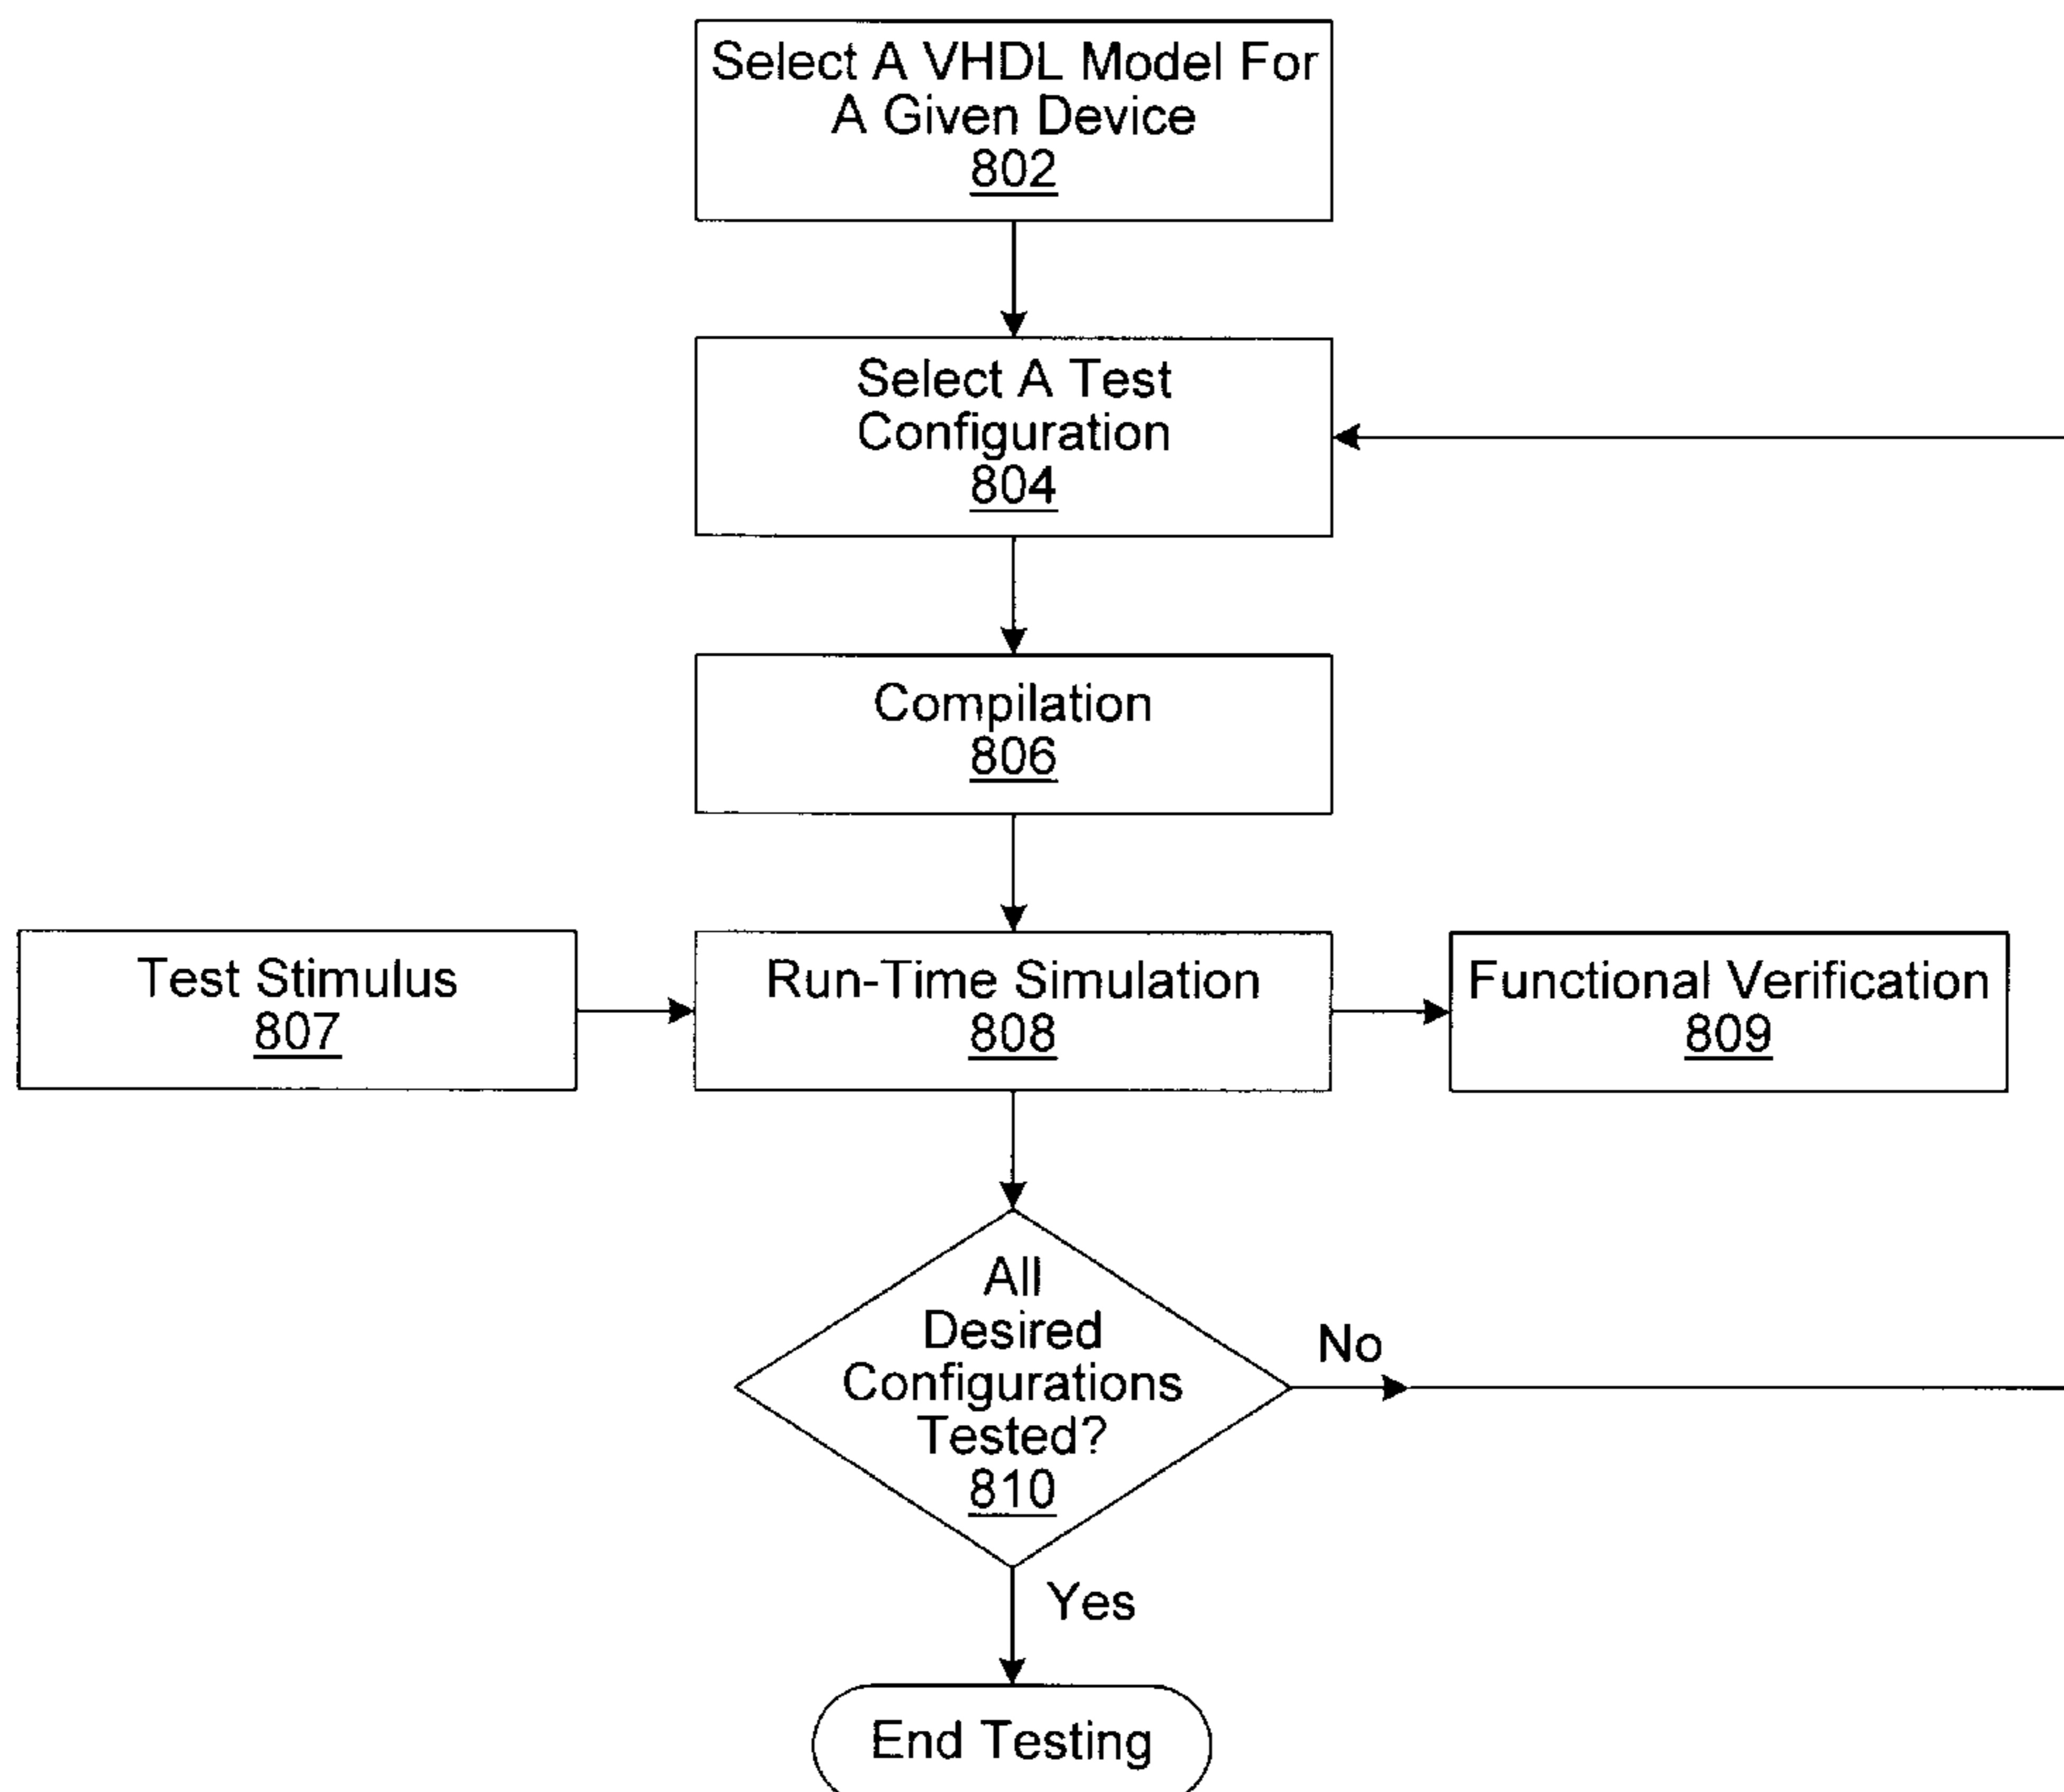 Select A VHDL Model For
A Given Device
802
Select A Test
Configuration
804
Compilation
806
Test Stimulus
807
Run-Time Simulation
808
Functional Verification
809
All
Desired
Configurations
Tested?
810
No
Yes
End Testing